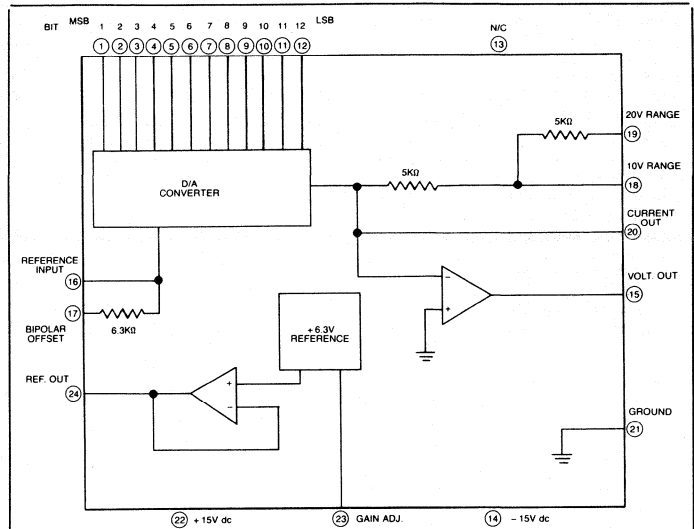 BIT MSB 1 2 3 4 5 6 7 8 9 10 11 12 LSB
1 2 3 4 5 6 7 8 9 10 11 12
N/C
13
20V RANGE
5KΩ
19
5KΩ
10V RANGE
18
D/A
CONVERTER
CURRENT
OUT
20
REFERENCE
INPUT
16
VOLT. OUT
15
−
+
17
6.3KΩ
BIPOLAR
OFFSET
+6.3V
REFERENCE
REF. OUT
24
+
−
GROUND
21
22 +15V dc
23 GAIN ADJ.
14 −15V dc